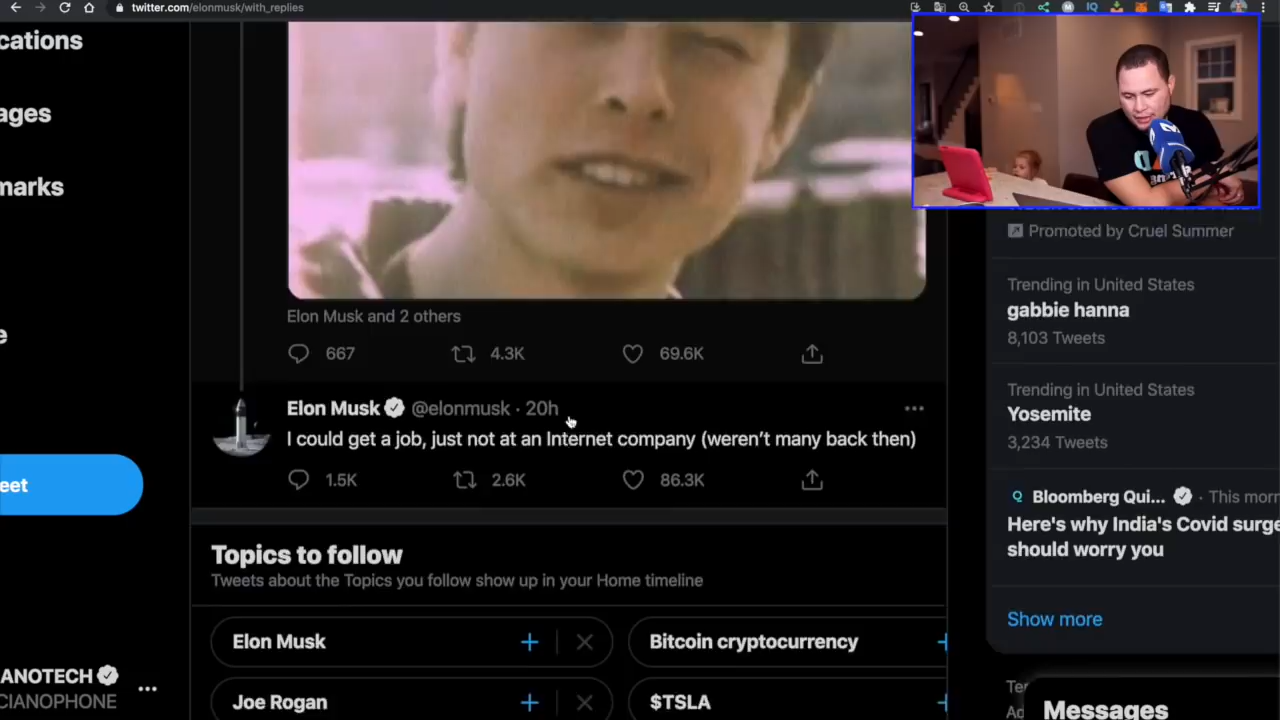 twitter.com/elonmusk/with_replies
cations
ages
marks
e
eet
ANOTECH
CIANOPHONE
Elon Musk and 2 others
667 4.3K 69.6K
Elon Musk @elonmusk · 20h
I could get a job, just not at an Internet company (weren't many back then)
1.5K 2.6K 86.3K
Topics to follow
Tweets about the Topics you follow show up in your Home timeline
Elon Musk
Bitcoin cryptocurrency
Joe Rogan
$TSLA
Promoted by Cruel Summer
Trending in United States
gabbie hanna
8,103 Tweets
Trending in United States
Yosemite
3,234 Tweets
Bloomberg Qui... · This morn
Here's why India's Covid surge
should worry you
Show more
Messages